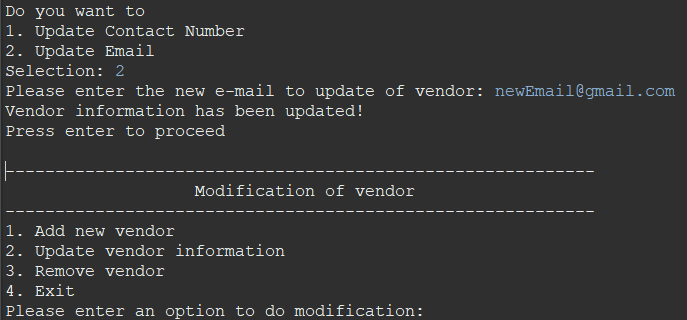 Do you want to
1. Update Contact Number
2. Update Email
Selection: 2
Please enter the new e-mail to update of vendor: newEmail@gmail.com
Vendor information has been updated!
Press enter to proceed
-----------------------------------------------------------
Modification of vendor
-----------------------------------------------------------
1. Add new vendor
2. Update vendor information
3. Remove vendor
4. Exit
Please enter an option to do modification: